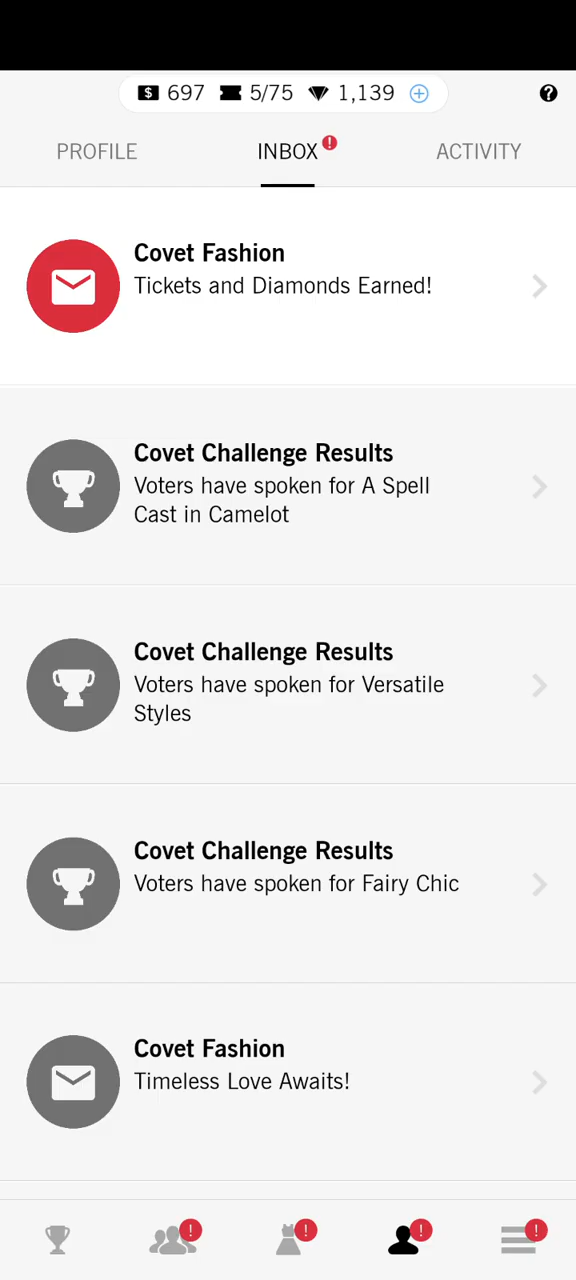 697 5/75 1,139
PROFILE INBOX ACTIVITY
Covet Fashion
Tickets and Diamonds Earned!
Covet Challenge Results
Voters have spoken for A Spell
Cast in Camelot
Covet Challenge Results
Voters have spoken for Versatile
Styles
Covet Challenge Results
Voters have spoken for Fairy Chic
Covet Fashion
Timeless Love Awaits!